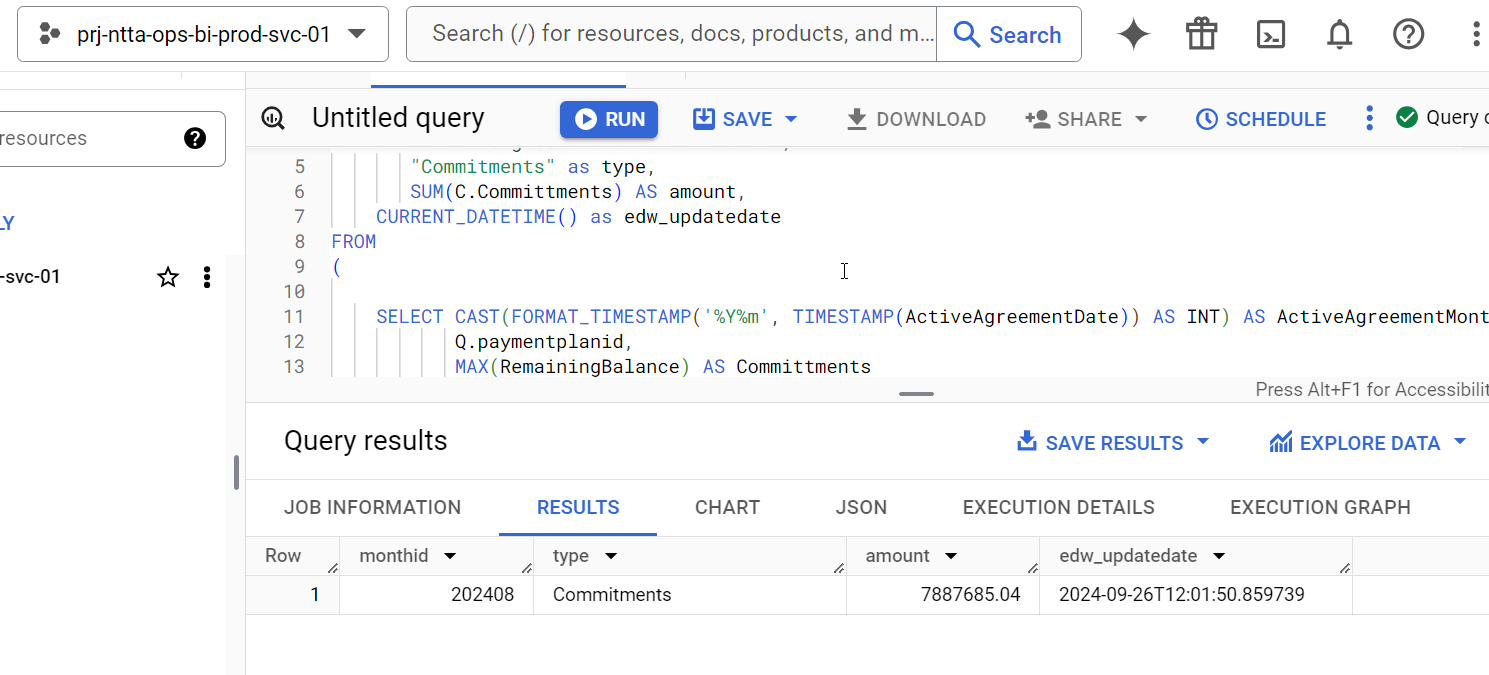 prj-ntta-ops-bi-prod-svc-01
Search (/) for resources, docs, products, and m...
Search
resources
LY
-svc-01
Untitled query
RUN
SAVE
DOWNLOAD
SHARE
SCHEDULE
Query
5 "Commitments" as type,
6 SUM(C.Committments) AS amount,
7 CURRENT_DATETIME() as edw_updatedate
8 FROM
9 (
10
11 SELECT CAST(FORMAT_TIMESTAMP('%Y%m', TIMESTAMP(ActiveAgreementDate)) AS INT) AS ActiveAgreementMont
12 Q.paymentplanid,
13 MAX(RemainingBalance) AS Committments
Press Alt+F1 for Accessibilit
Query results
SAVE RESULTS
EXPLORE DATA
JOB INFORMATION
RESULTS
CHART
JSON
EXECUTION DETAILS
EXECUTION GRAPH
Row monthid type amount edw_updatedate
1 202408 Commitments 7887685.04 2024-09-26T12:01:50.859739